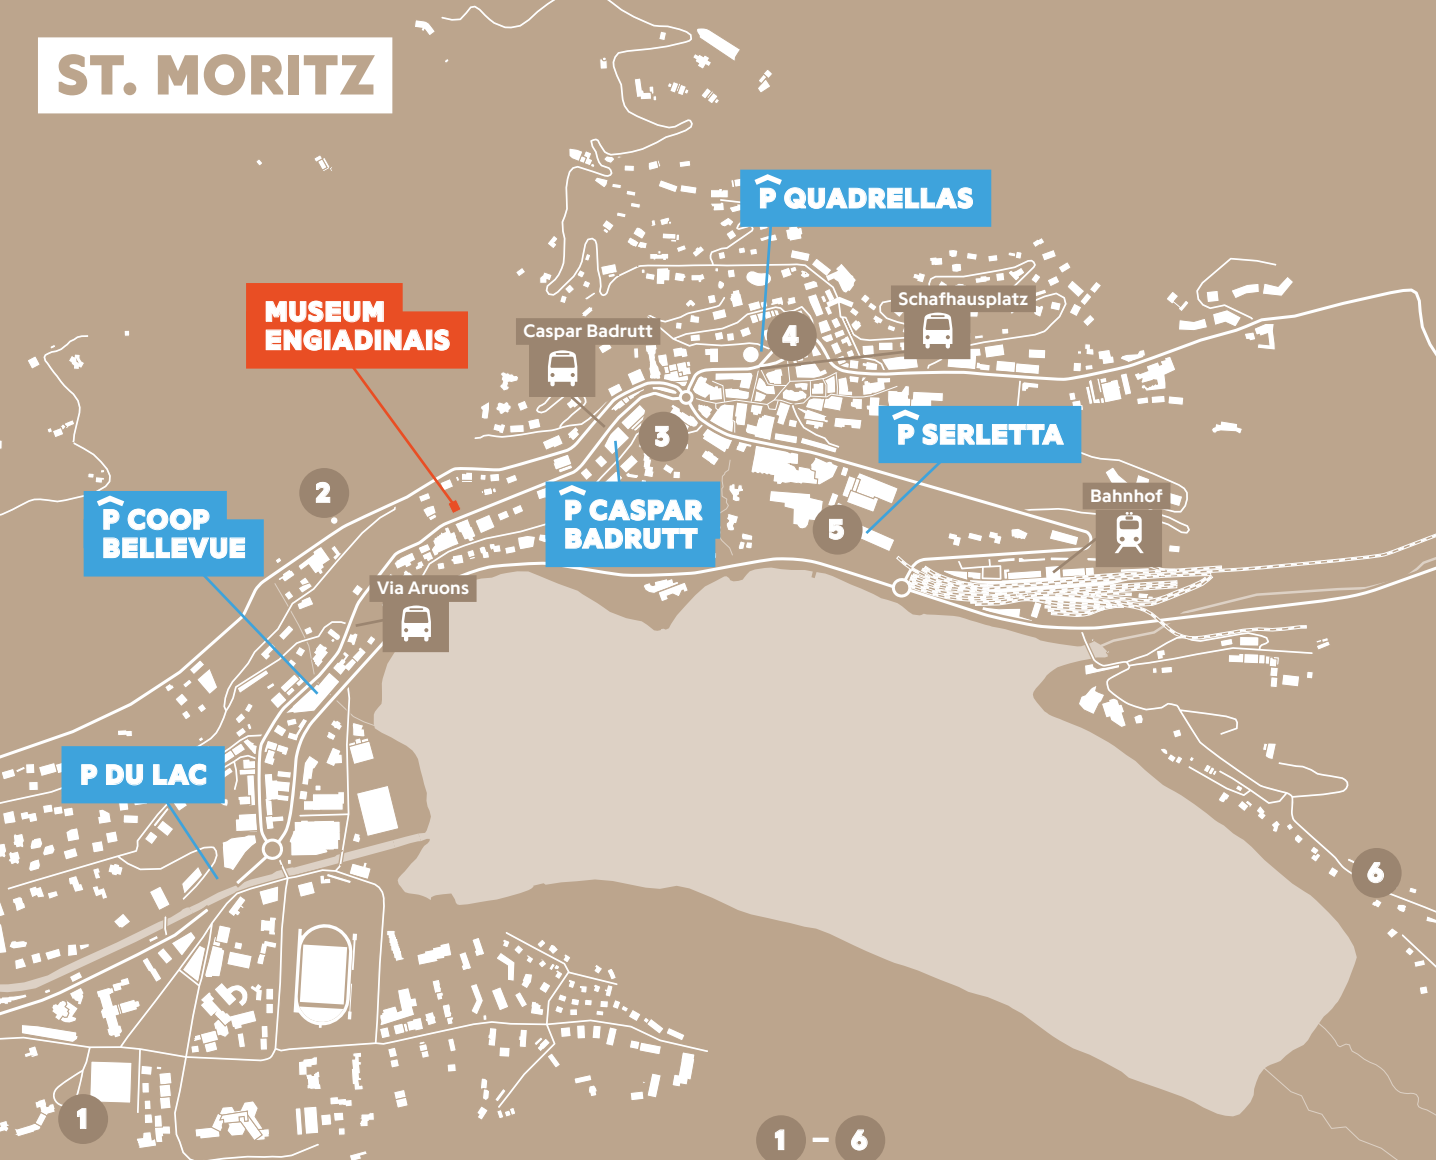 ST. MORITZ
P QUADRELLAS
MUSEUM
ENGIADINAIS
Schafhausplatz
Caspar Badrutt
4
3
P SERLETTA
2
P COOP
BELLEVUE
P CASPAR
BADRUTT
5
Bahnhof
Via Aruons
P DU LAC
6
1
1 – 6